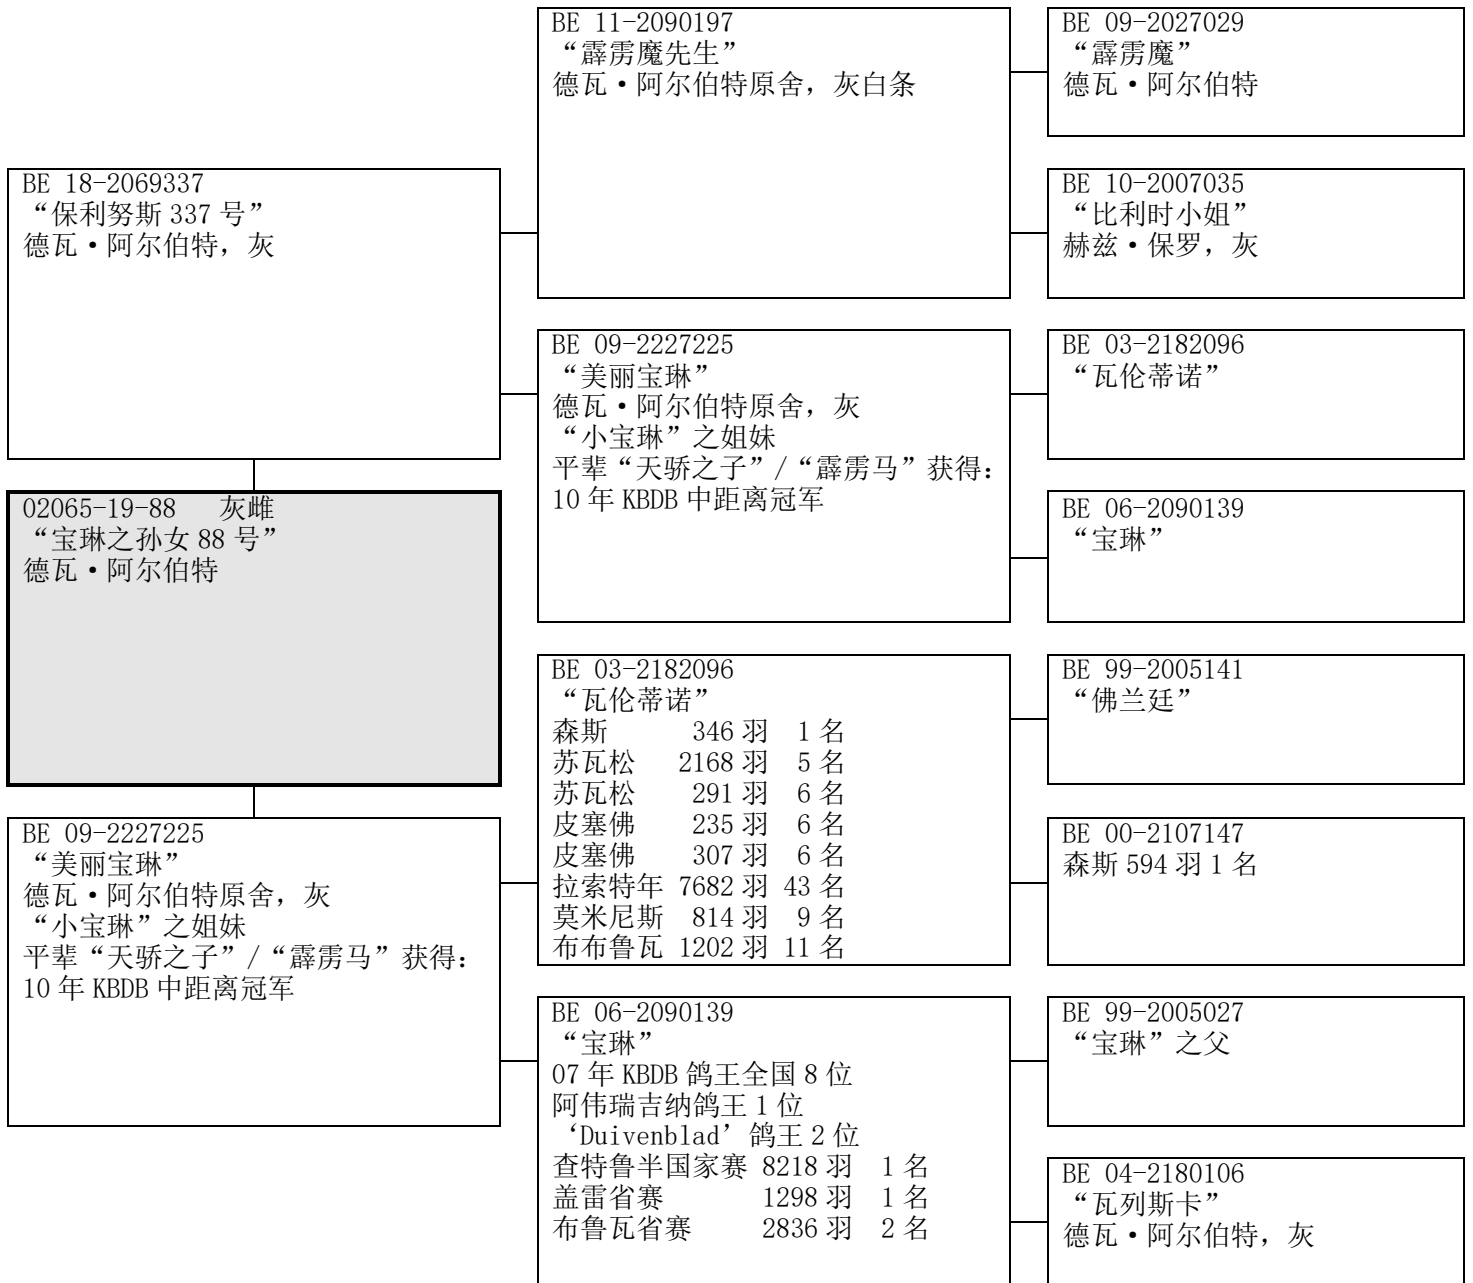 BE 18-2069337
“保利努斯 337 号”
德瓦·阿尔伯特，灰
02065-19-88 灰雌
“宝琳之孙女 88 号”
德瓦·阿尔伯特
BE 09-2227225
“美丽宝琳”
德瓦·阿尔伯特原舍，灰
“小宝琳”之姐妹
平辈“天骄之子”/“霹雳马”获得：
10 年 KBDB 中距离冠军
BE 11-2090197
“霹雳魔先生”
德瓦·阿尔伯特原舍，灰白条
BE 09-2227225
“美丽宝琳”
德瓦·阿尔伯特原舍，灰
“小宝琳”之姐妹
平辈“天骄之子”/“霹雳马”获得：
10 年 KBDB 中距离冠军
BE 03-2182096
“瓦伦蒂诺”
森斯 346 羽 1 名
苏瓦松 2168 羽 5 名
苏瓦松 291 羽 6 名
皮塞佛 235 羽 6 名
皮塞佛 307 羽 6 名
拉索特年 7682 羽 43 名
莫米尼斯 814 羽 9 名
布布鲁瓦 1202 羽 11 名
BE 06-2090139
“宝琳”
07 年 KBDB 鸽王全国 8 位
阿伟瑞吉纳鸽王 1 位
‘Duivenblad’鸽王 2 位
查特鲁半国家赛 8218 羽 1 名
盖雷省赛 1298 羽 1 名
布鲁瓦省赛 2836 羽 2 名
BE 09-2027029
“霹雳魔”
德瓦·阿尔伯特
BE 10-2007035
“比利时小姐”
赫兹·保罗，灰
BE 03-2182096
“瓦伦蒂诺”
BE 06-2090139
“宝琳”
BE 99-2005141
“佛兰廷”
BE 00-2107147
森斯 594 羽 1 名
BE 99-2005027
“宝琳”之父
BE 04-2180106
“瓦列斯卡”
德瓦·阿尔伯特，灰